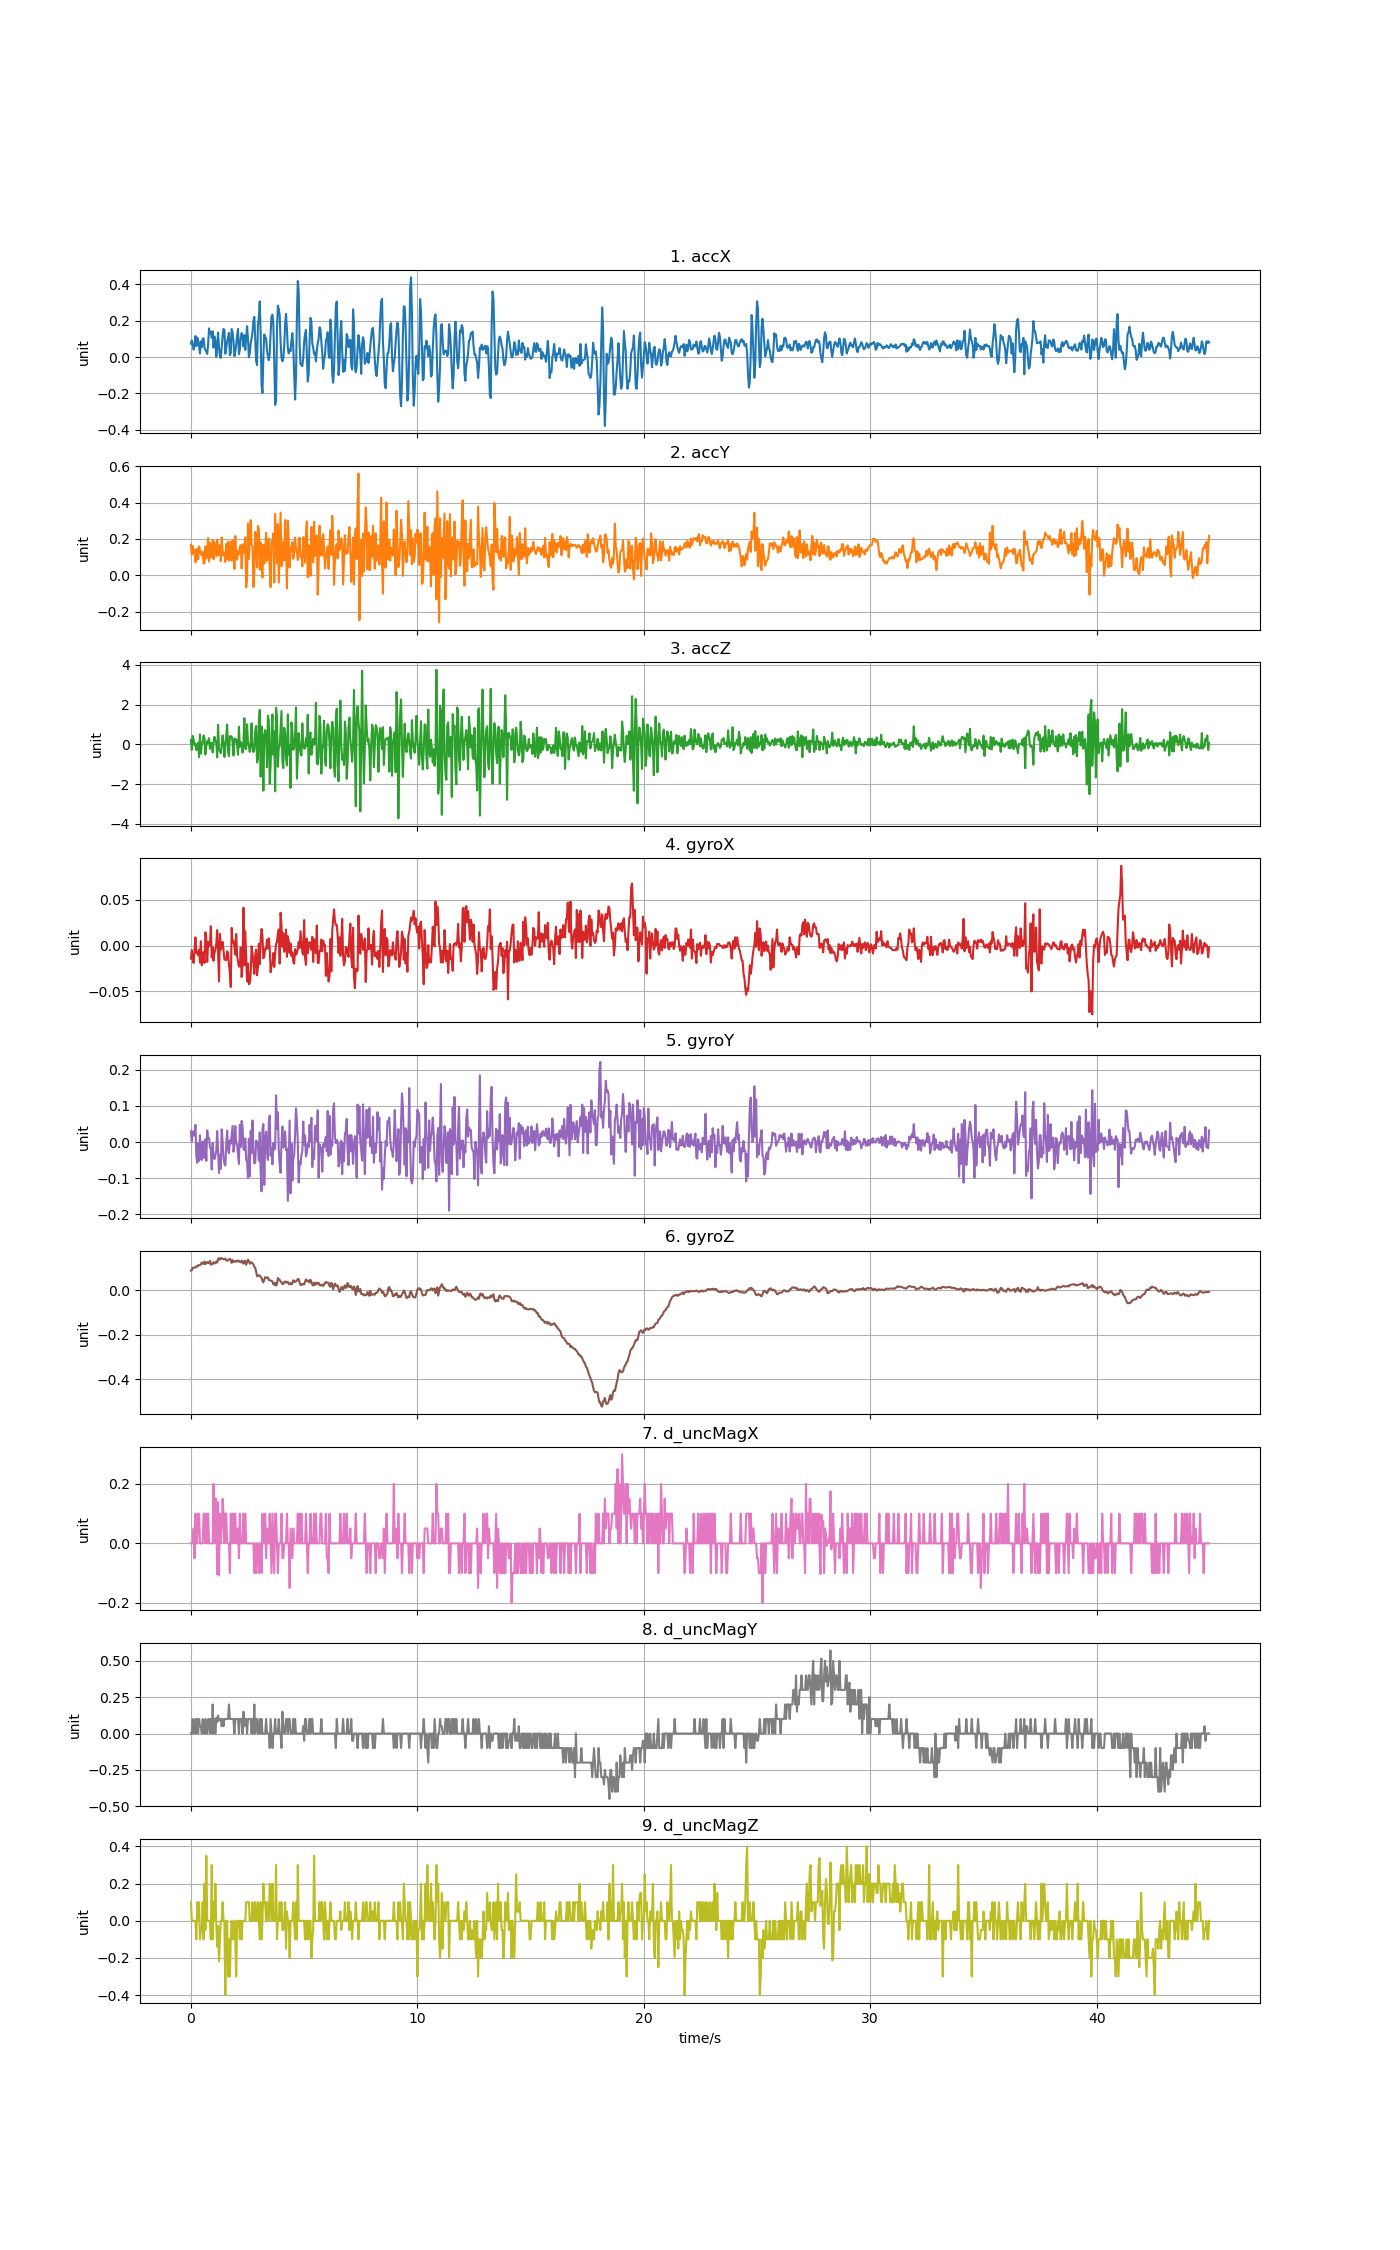 1. accX
0.4
0.2
0.0
−0.2
−0.4
unit
2. accY
0.6
0.4
0.2
0.0
−0.2
unit
3. accZ
4
2
0
−2
−4
unit
4. gyroX
0.05
0.00
−0.05
unit
5. gyroY
0.2
0.1
0.0
−0.1
−0.2
unit
6. gyroZ
0.0
−0.2
−0.4
unit
7. d_uncMagX
0.2
0.0
−0.2
unit
8. d_uncMagY
0.50
0.25
0.00
−0.25
−0.50
unit
9. d_uncMagZ
0.4
0.2
0.0
−0.2
−0.4
unit
0 10 20 30 40
time/s